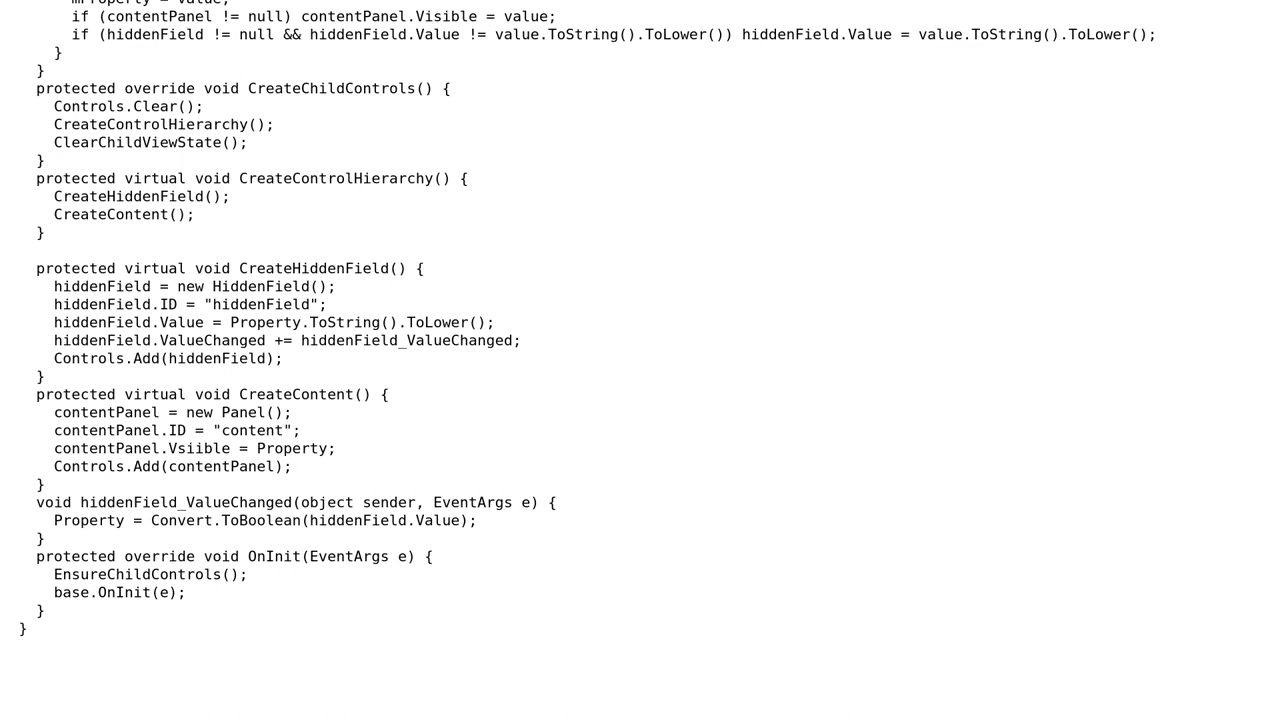 mProperty = value;
if (contentPanel != null) contentPanel.Visible = value;
if (hiddenField != null && hiddenField.Value != value.ToString().ToLower()) hiddenField.Value = value.ToString().ToLower();
}
}
protected override void CreateChildControls() {
Controls.Clear();
CreateControlHierarchy();
ClearChildViewState();
}
protected virtual void CreateControlHierarchy() {
CreateHiddenField();
CreateContent();
}
protected virtual void CreateHiddenField() {
hiddenField = new HiddenField();
hiddenField.ID = "hiddenField";
hiddenField.Value = Property.ToString().ToLower();
hiddenField.ValueChanged += hiddenField_ValueChanged;
Controls.Add(hiddenField);
}
protected virtual void CreateContent() {
contentPanel = new Panel();
contentPanel.ID = "content";
contentPanel.Vsiible = Property;
Controls.Add(contentPanel);
}
void hiddenField_ValueChanged(object sender, EventArgs e) {
Property = Convert.ToBoolean(hiddenField.Value);
}
protected override void OnInit(EventArgs e) {
EnsureChildControls();
base.OnInit(e);
}
}